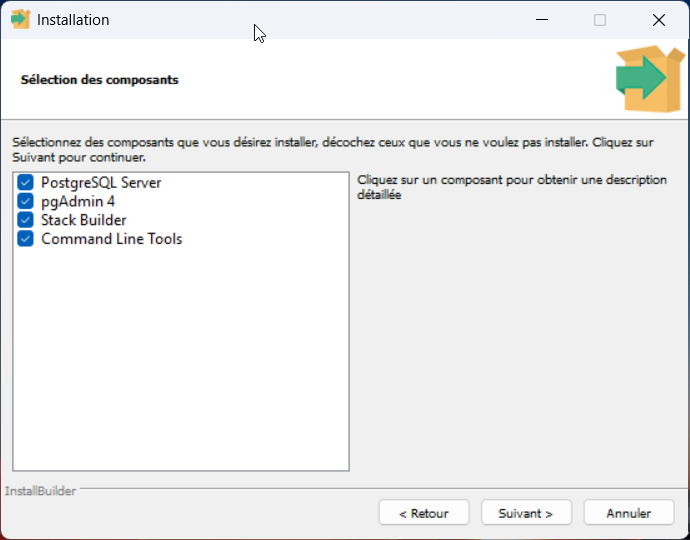 Installation
Sélection des composants
Sélectionnez des composants que vous désirez installer, décochez ceux que vous ne voulez pas installer. Cliquez sur
Suivant pour continuer.
PostgreSQL Server
pgAdmin 4
Stack Builder
Command Line Tools
Cliquez sur un composant pour obtenir une description
détaillée
InstallBuilder
< Retour
Suivant >
Annuler